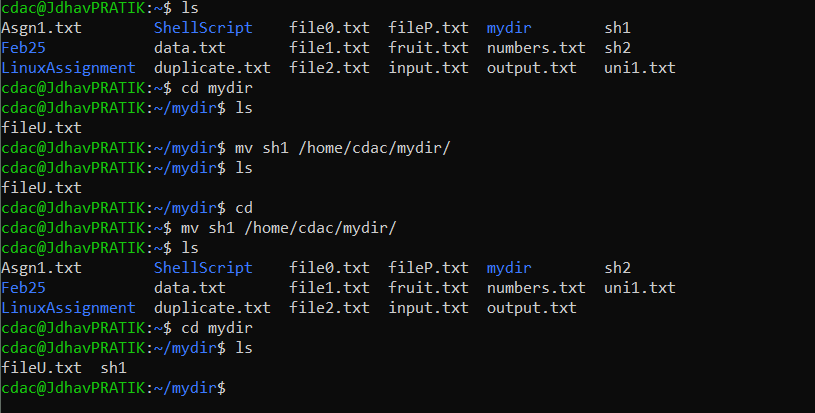 cdac@JdhavPRATIK:~$ ls
Asgn1.txt ShellScript file0.txt fileP.txt mydir sh1
Feb25 data.txt file1.txt fruit.txt numbers.txt sh2
LinuxAssignment duplicate.txt file2.txt input.txt output.txt uni1.txt
cdac@JdhavPRATIK:~$ cd mydir
cdac@JdhavPRATIK:~/mydir$ ls
fileU.txt
cdac@JdhavPRATIK:~/mydir$ mv sh1 /home/cdac/mydir/
cdac@JdhavPRATIK:~/mydir$ ls
fileU.txt
cdac@JdhavPRATIK:~/mydir$ cd
cdac@JdhavPRATIK:~$ mv sh1 /home/cdac/mydir/
cdac@JdhavPRATIK:~$ ls
Asgn1.txt ShellScript file0.txt fileP.txt mydir sh2
Feb25 data.txt file1.txt fruit.txt numbers.txt uni1.txt
LinuxAssignment duplicate.txt file2.txt input.txt output.txt
cdac@JdhavPRATIK:~$ cd mydir
cdac@JdhavPRATIK:~/mydir$ ls
fileU.txt sh1
cdac@JdhavPRATIK:~/mydir$